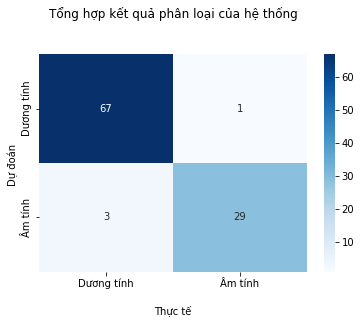 Tổng hợp kết quả phân loại của hệ thống
Dự đoán
Dương tính
67
1
Âm tính
3
29
Dương tính
Âm tính
Thực tế
60
50
40
30
20
10